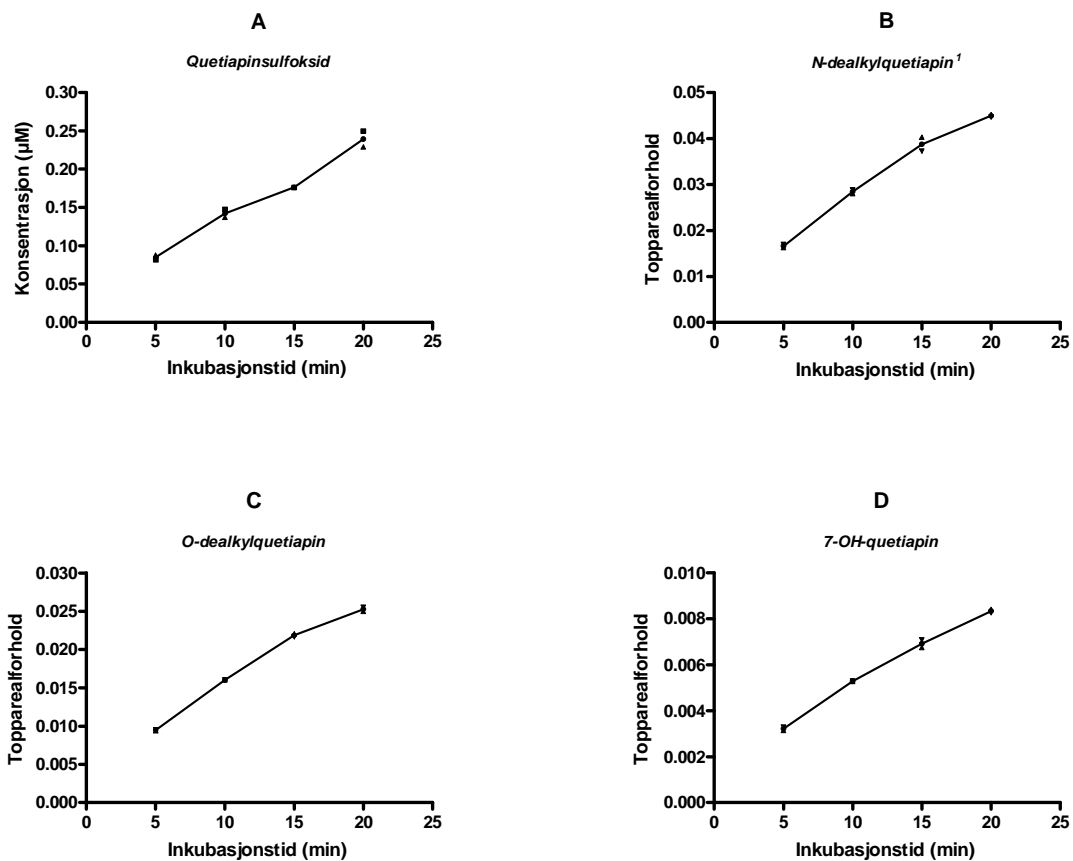 A
Quetiapinsulfoksid
Konsentrasjon (µM)
0.30
0.25
0.20
0.15
0.10
0.05
0.00
0 5 10 15 20 25
Inkubasjonstid (min)
B
N-dealkylquetiapin¹
Topparealforhold
0.05
0.04
0.03
0.02
0.01
0.00
0 5 10 15 20 25
Inkubasjonstid (min)
C
O-dealkylquetiapin
Topparealforhold
0.030
0.025
0.020
0.015
0.010
0.005
0.000
0 5 10 15 20 25
Inkubasjonstid (min)
D
7-OH-quetiapin
Topparealforhold
0.010
0.008
0.006
0.004
0.002
0.000
0 5 10 15 20 25
Inkubasjonstid (min)